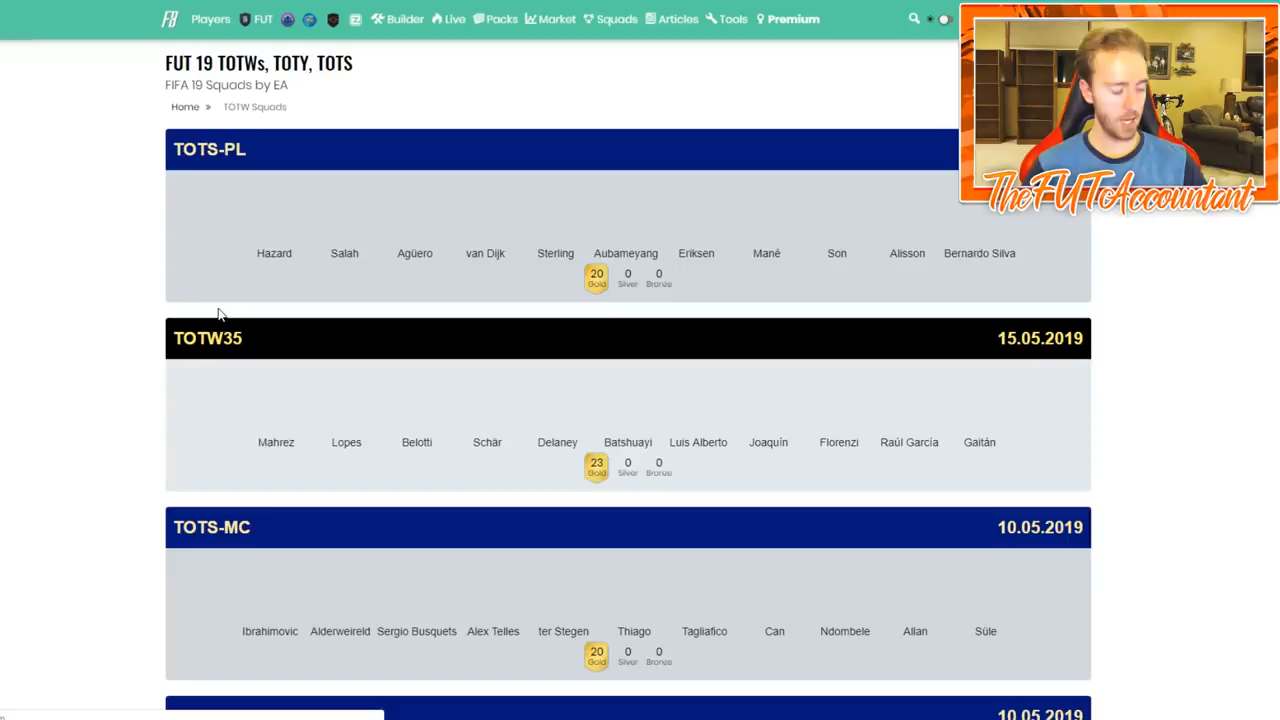 F8 Players FUT Builder Live Packs Market Squads Articles Tools Premium
FUT 19 TOTWs, TOTY, TOTS
FIFA 19 Squads by EA
Home » TOTW Squads
TheFUTAccountant
TOTS-PL
Hazard Salah Agüero van Dijk Sterling Aubameyang Eriksen Mané Son Alisson Bernardo Silva
20 0 0
Gold Silver Bronze
TOTW35 15.05.2019
Mahrez Lopes Belotti Schär Delaney Batshuayi Luis Alberto Joaquín Florenzi Raúl García Gaitán
23 0 0
Gold Silver Bronze
TOTS-MC 10.05.2019
Ibrahimovic Alderweireld Sergio Busquets Alex Telles ter Stegen Thiago Tagliafico Can Ndombele Allan Süle
20 0 0
Gold Silver Bronze
10.05.2019